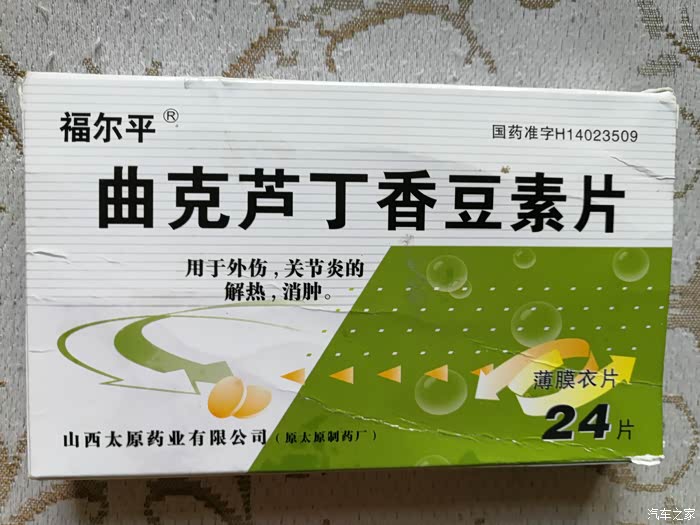 福尔平®
国药准字H14023509
曲克芦丁香豆素片
用于外伤，关节炎的
解热，消肿。
薄膜衣片
24片
山西太原药业有限公司（原太原制药厂）
汽车之家